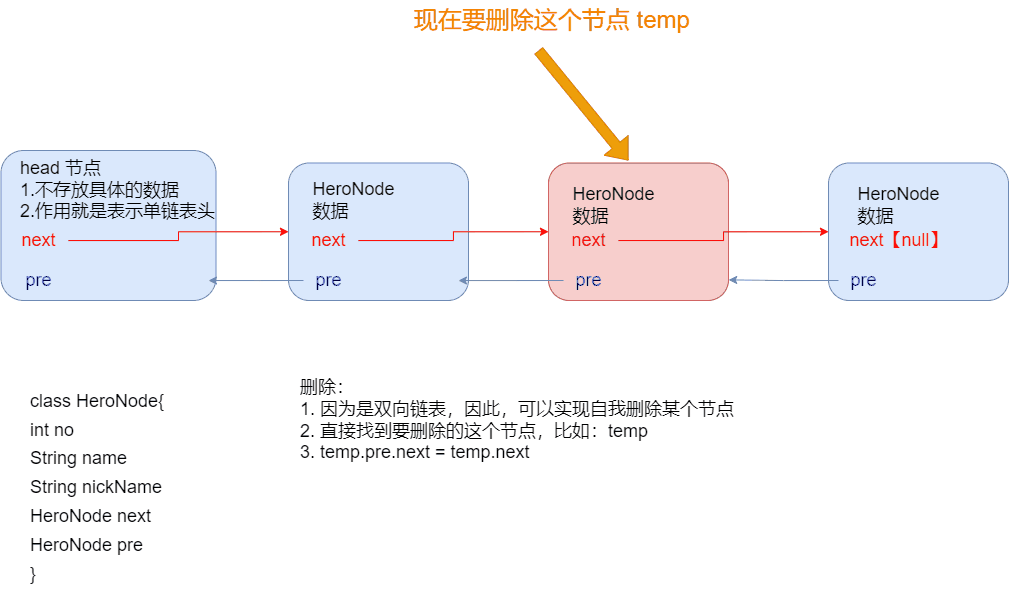 现在要删除这个节点 temp
head 节点
1.不存放具体的数据
2.作用就是表示单链表头
next
pre
HeroNode
数据
next
pre
HeroNode
数据
next
pre
HeroNode
数据
next【null】
pre
class HeroNode{
int no
String name
String nickName
HeroNode next
HeroNode pre
}
删除：
1. 因为是双向链表，因此，可以实现自我删除某个节点
2. 直接找到要删除的这个节点，比如：temp
3. temp.pre.next = temp.next